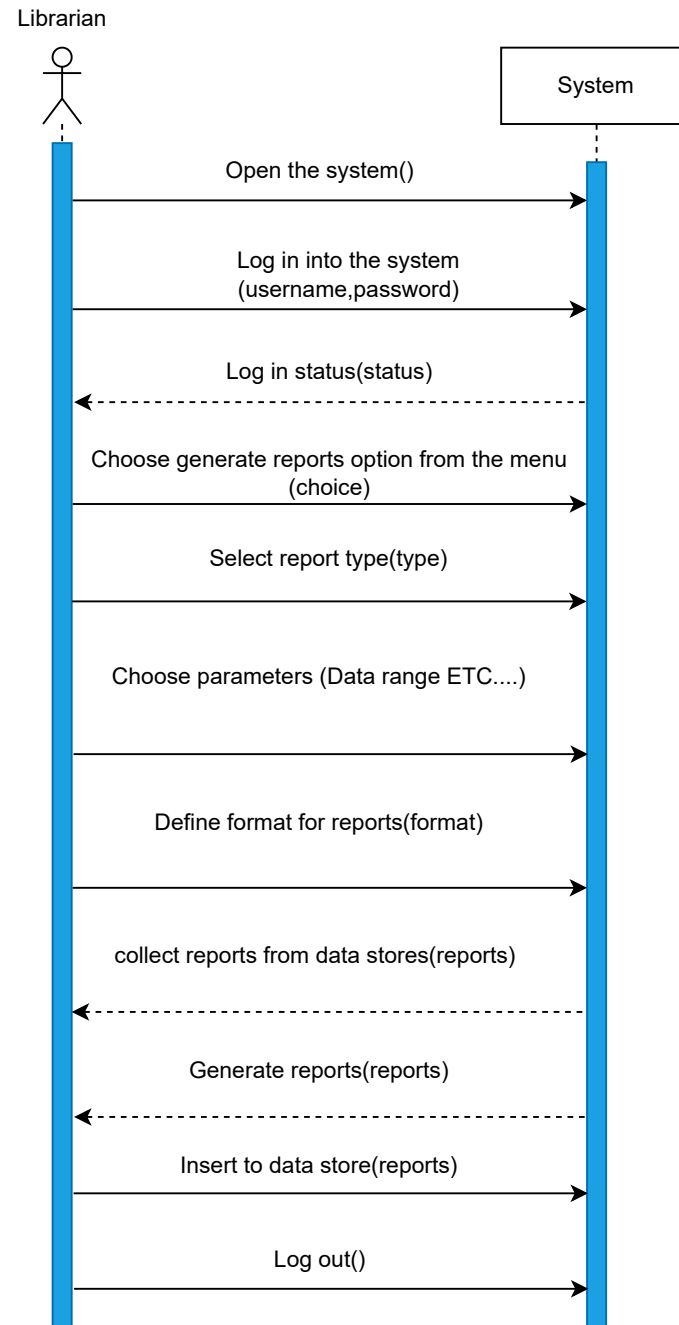 Librarian
System
Open the system()
Log in into the system
(username,password)
Log in status(status)
Choose generate reports option from the menu
(choice)
Select report type(type)
Choose parameters (Data range ETC....)
Define format for reports(format)
collect reports from data stores(reports)
Generate reports(reports)
Insert to data store(reports)
Log out()